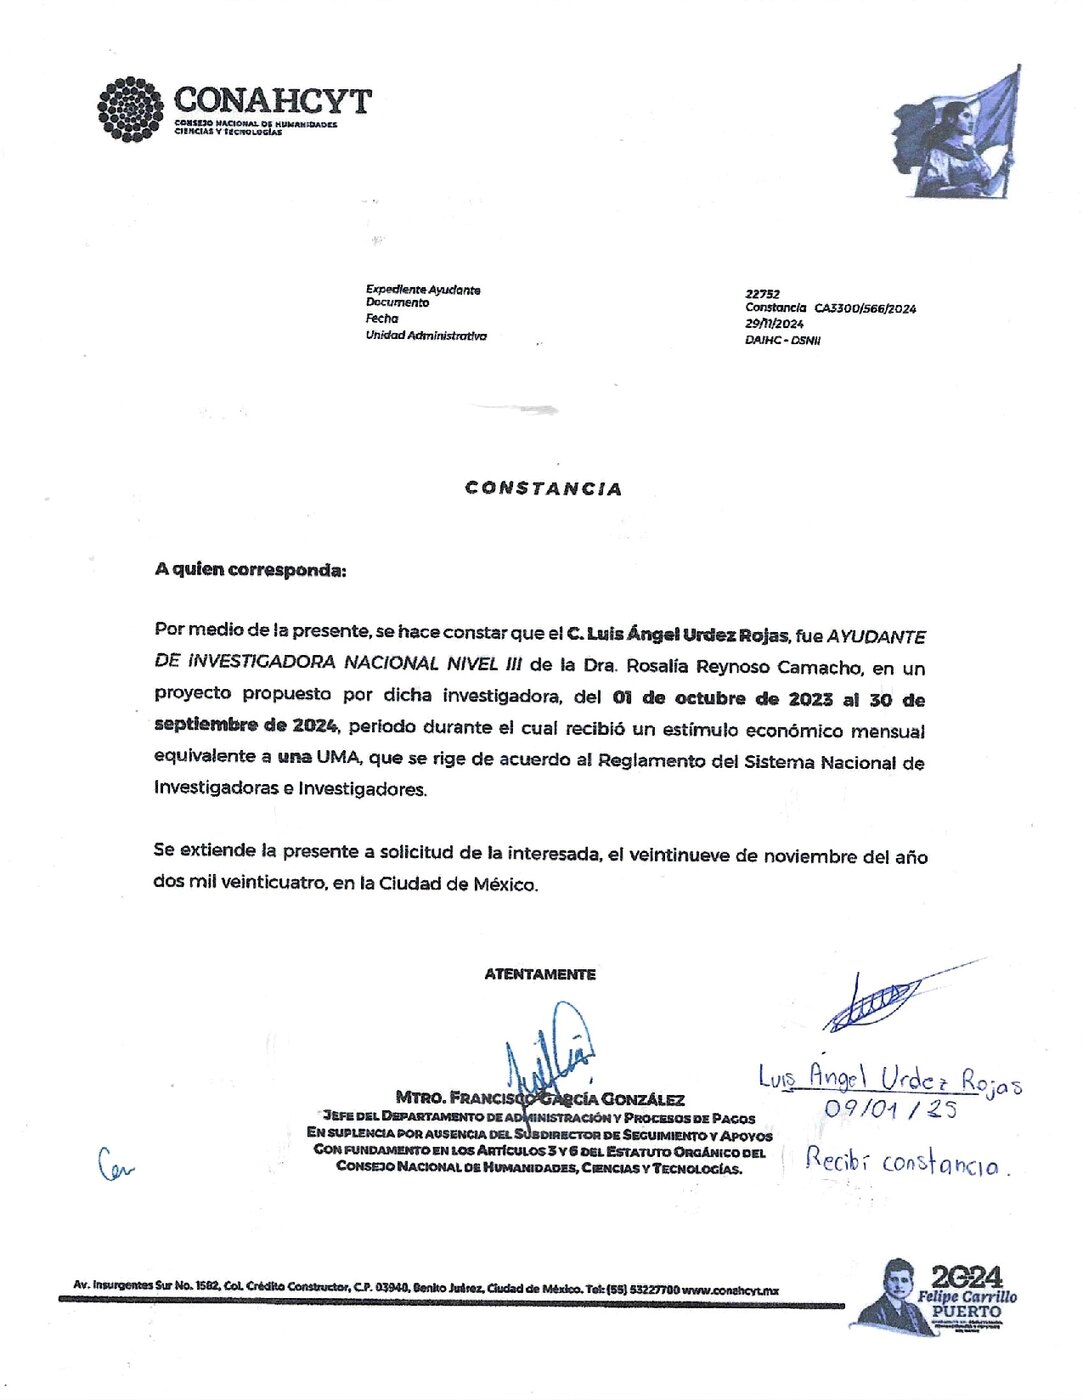 CONAHCYT
CONSEJO NACIONAL DE HUMANIDADES
CIENCIAS Y TECNOLOGÍAS
Expediente Ayudante 22752
Documento Constancia CA3300/566/2024
Fecha 29/11/2024
Unidad Administrativa DAIHC - DSNII
CONSTANCIA
A quien corresponda:
Por medio de la presente, se hace constar que el C. Luis Ángel Urdez Rojas, fue AYUDANTE
DE INVESTIGADORA NACIONAL NIVEL III de la Dra. Rosalía Reynoso Camacho, en un
proyecto propuesto por dicha investigadora, del 01 de octubre de 2023 al 30 de
septiembre de 2024, periodo durante el cual recibió un estímulo económico mensual
equivalente a una UMA, que se rige de acuerdo al Reglamento del Sistema Nacional de
Investigadoras e Investigadores.
Se extiende la presente a solicitud de la interesada, el veintinueve de noviembre del año
dos mil veinticuatro, en la Ciudad de México.
ATENTAMENTE
MTRO. FRANCISCO GARCÍA GONZÁLEZ
JEFE DEL DEPARTAMENTO DE ADMINISTRACIÓN Y PROCESOS DE PAGOS
EN SUPLENCIA POR AUSENCIA DEL SUBDIRECTOR DE SEGUIMIENTO Y APOYOS
CON FUNDAMENTO EN LOS ARTÍCULOS 3 Y 6 DEL ESTATUTO ORGÁNICO DEL
CONSEJO NACIONAL DE HUMANIDADES, CIENCIAS Y TECNOLOGÍAS.
Luis Ángel Urdez Rojas
09/01/25
Recibí constancia.
Av. Insurgentes Sur No. 1582, Col. Crédito Constructor, C.P. 03940, Benito Juárez, Ciudad de México. Tel: (55) 53227700 www.conahcyt.mx
2024
Felipe Carrillo
PUERTO